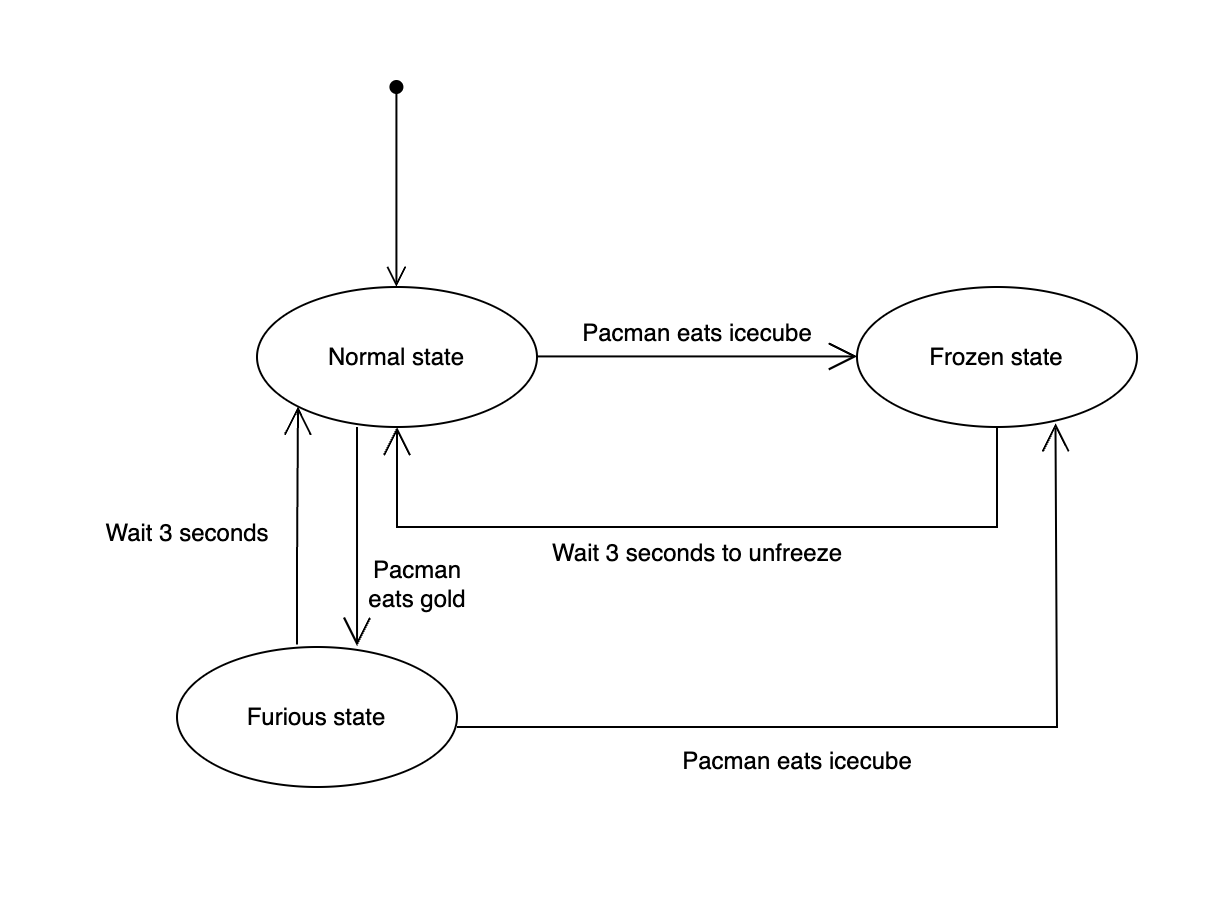 Pacman eats icecube
Normal state
Frozen state
Wait 3 seconds
Wait 3 seconds to unfreeze
Pacman
eats gold
Furious state
Pacman eats icecube